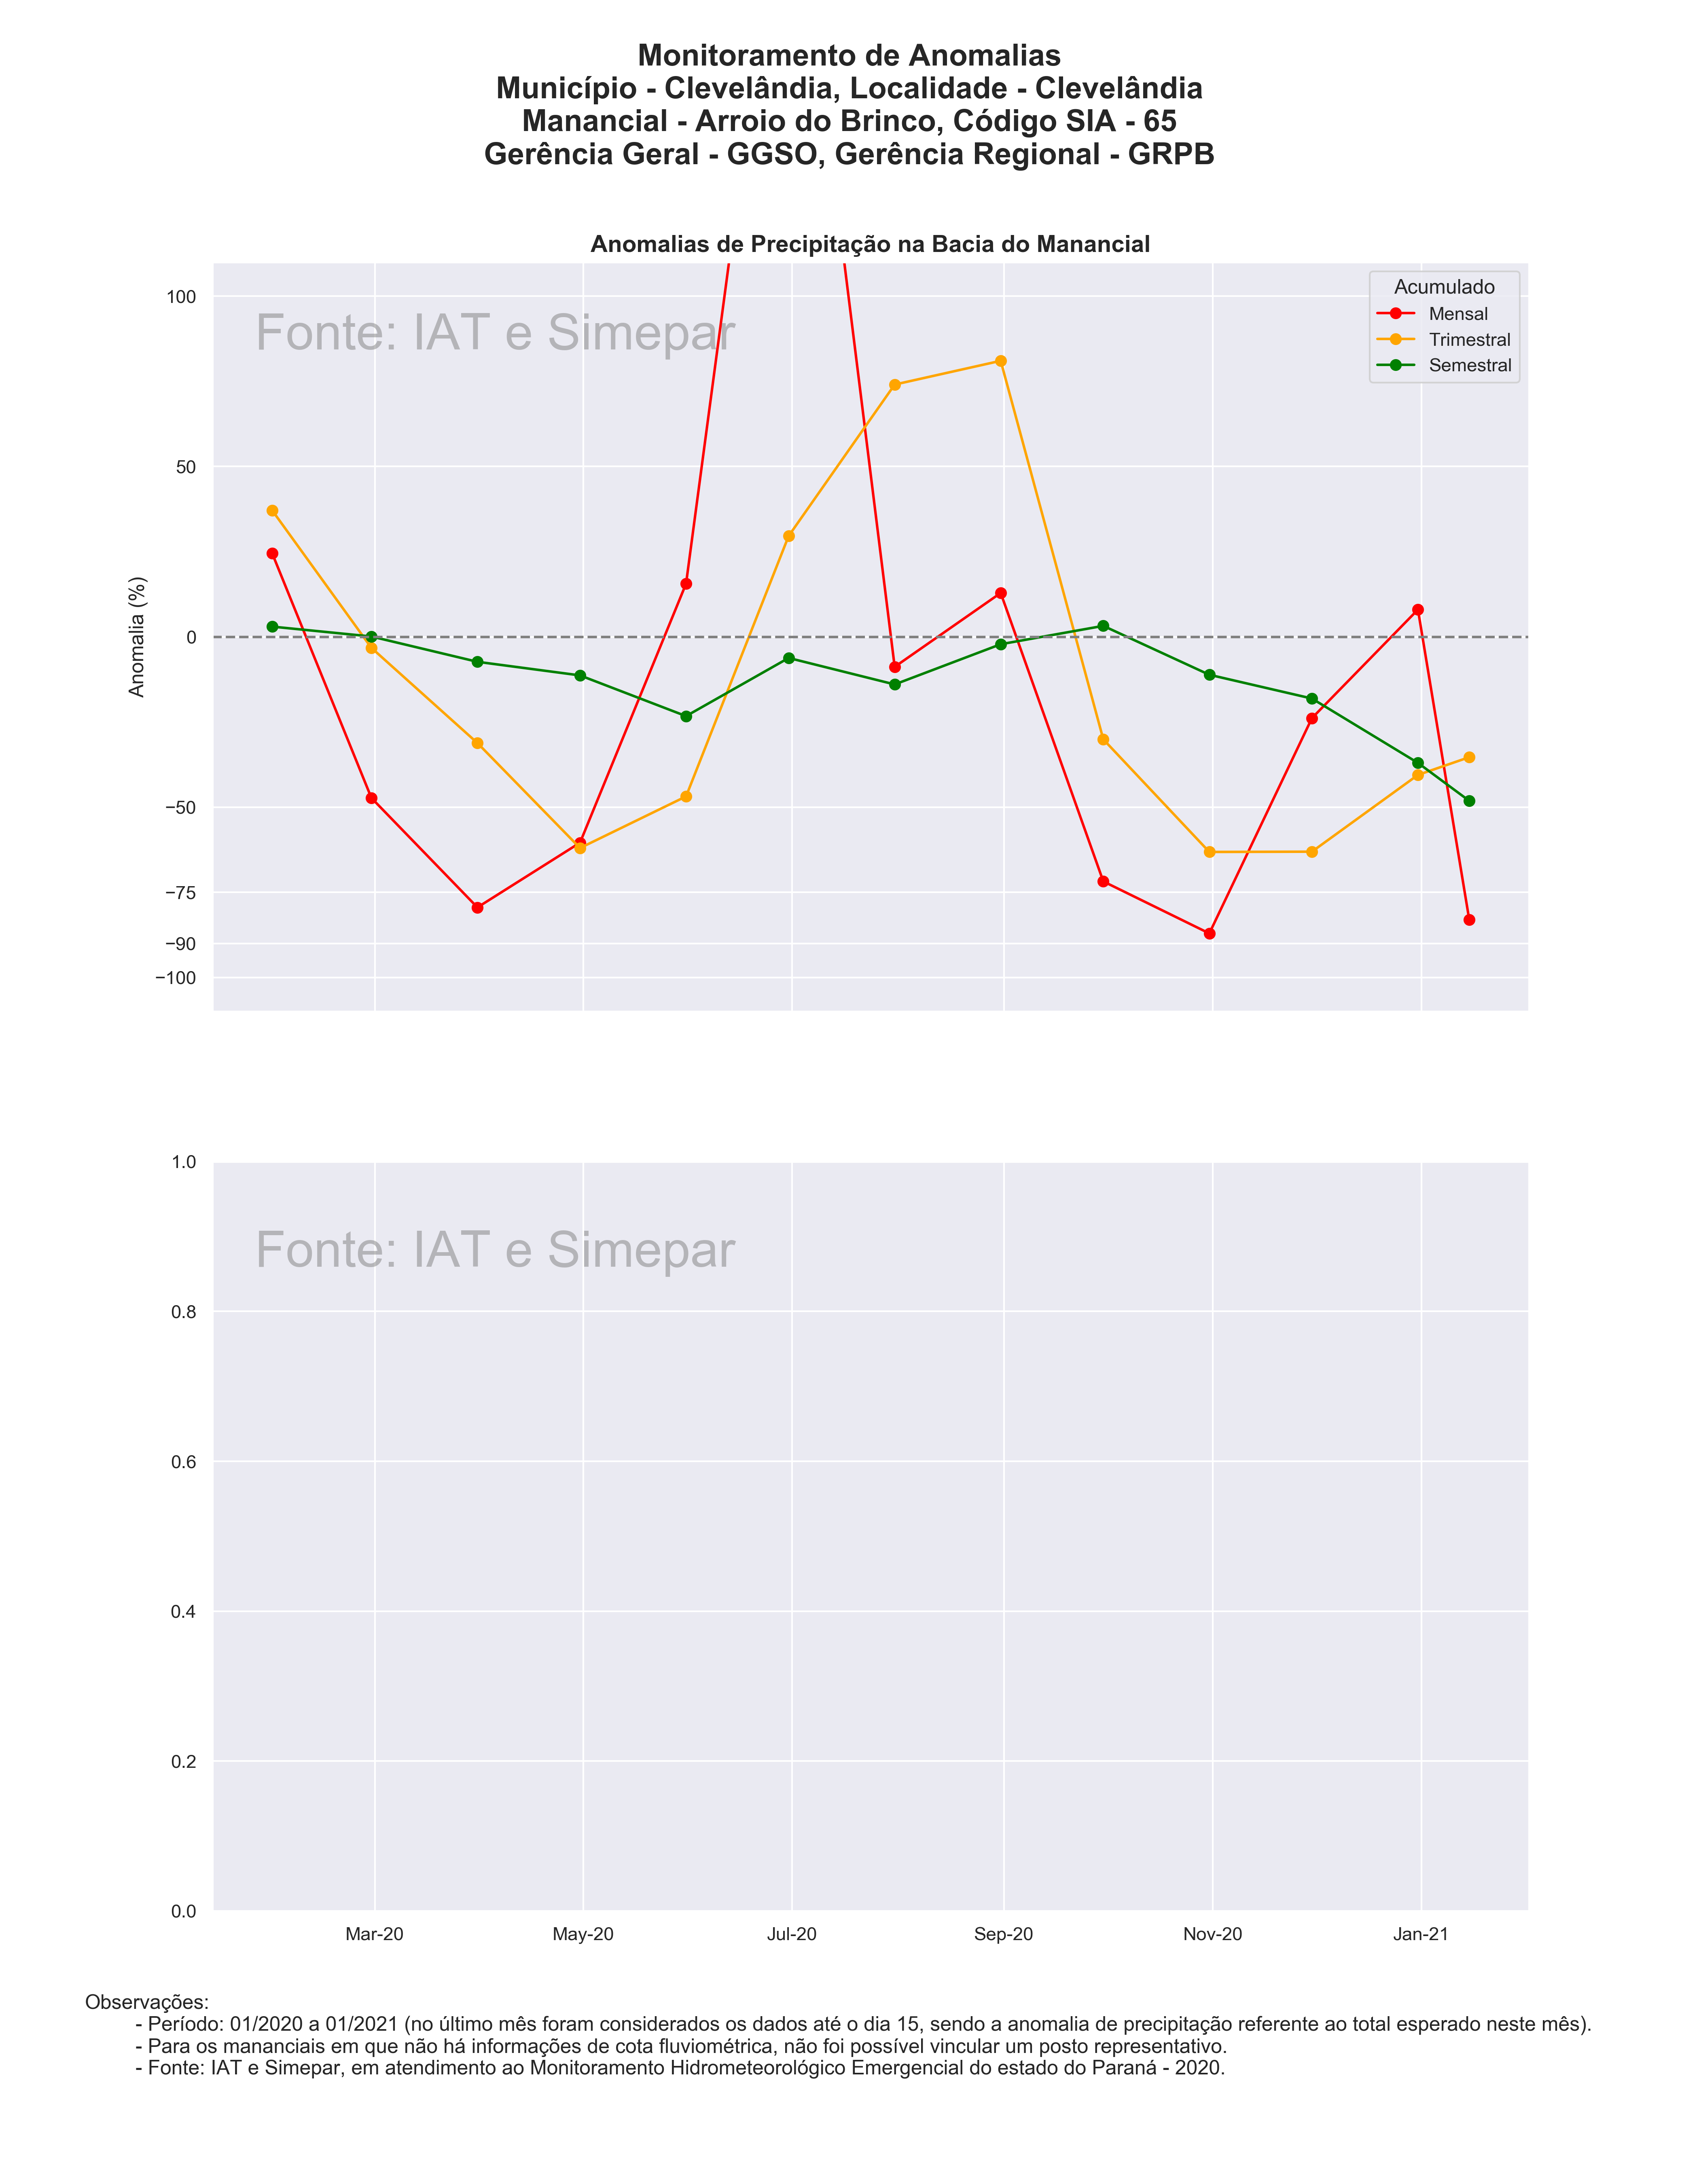 Monitoramento de Anomalias
Município - Clevelândia, Localidade - Clevelândia
Manancial - Arroio do Brinco, Código SIA - 65
Gerência Geral - GGSO, Gerência Regional - GRPB
Anomalias de Precipitação na Bacia do Manancial
Fonte: IAT e Simepar
Acumulado
Mensal
Trimestral
Semestral
Anomalia (%)
100
50
0
−50
−75
−90
−100
Fonte: IAT e Simepar
1.0
0.8
0.6
0.4
0.2
0.0
Mar-20 May-20 Jul-20 Sep-20 Nov-20 Jan-21
Observações:
- Período: 01/2020 a 01/2021 (no último mês foram considerados os dados até o dia 15, sendo a anomalia de precipitação referente ao total esperado neste mês).
- Para os mananciais em que não há informações de cota fluviométrica, não foi possível vincular um posto representativo.
- Fonte: IAT e Simepar, em atendimento ao Monitoramento Hidrometeorológico Emergencial do estado do Paraná - 2020.